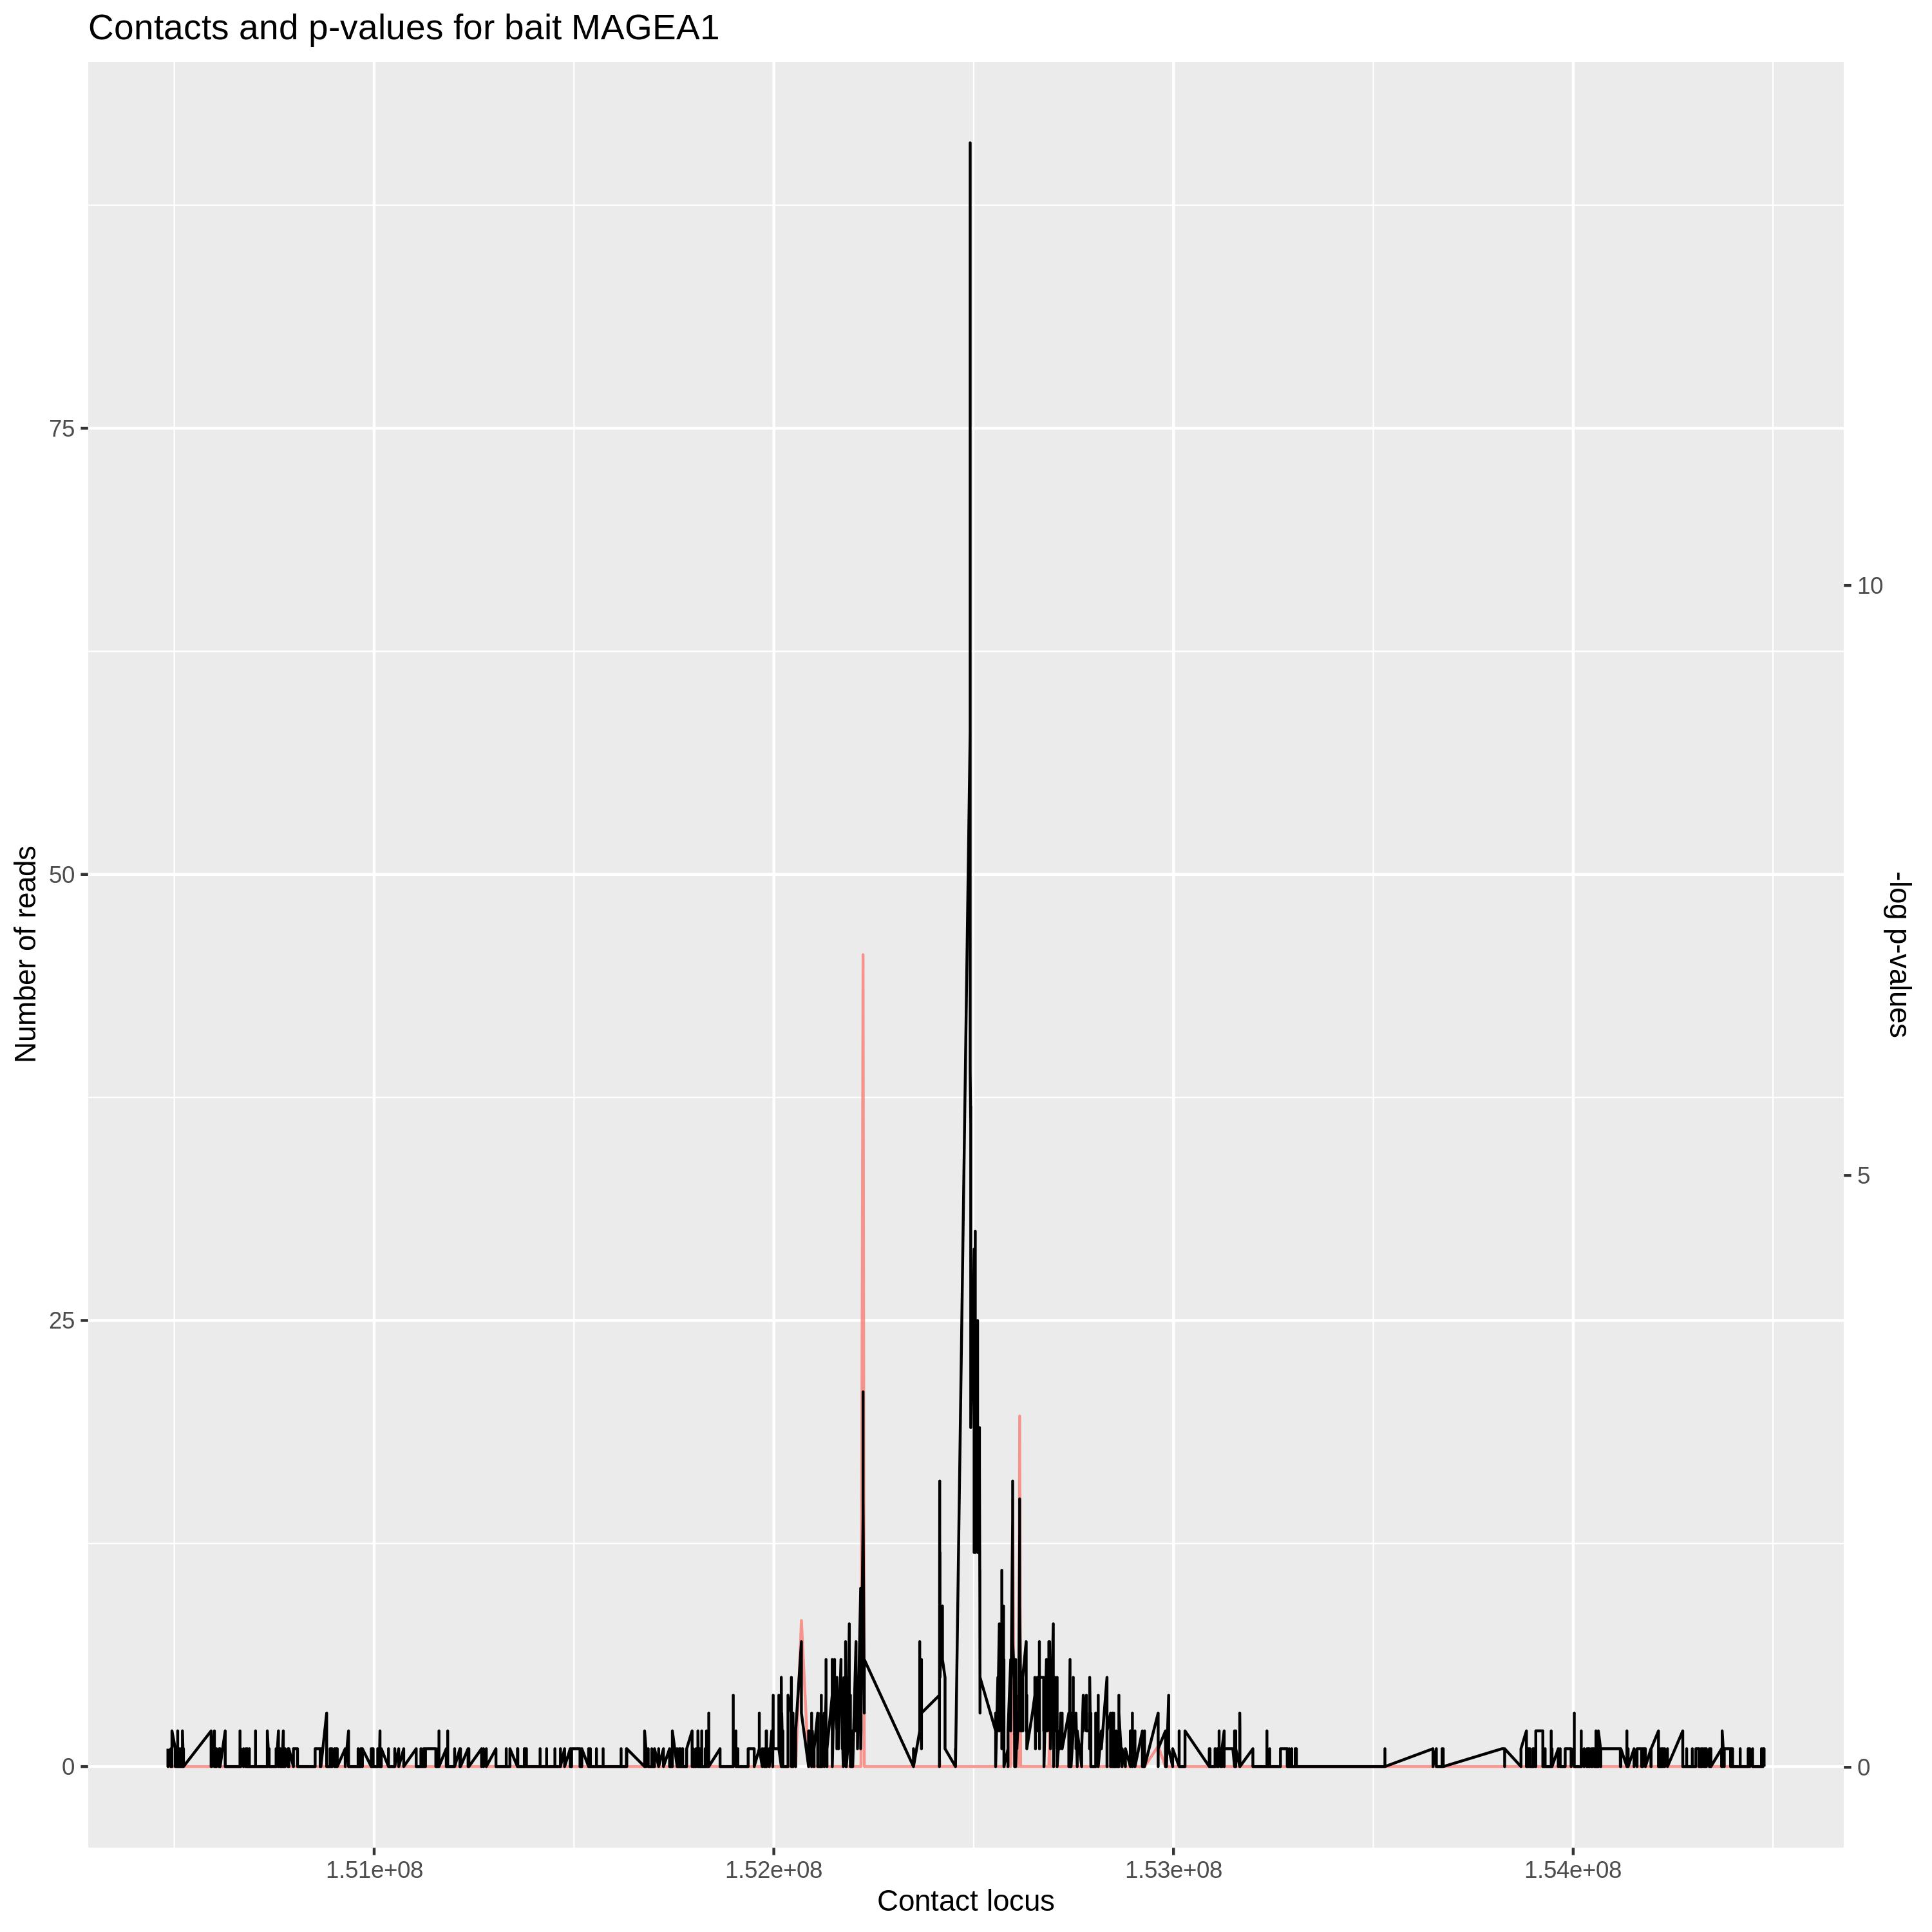 Contacts and p-values for bait MAGEA1
Number of reads
75
50
25
0
10
5
0
-log p-values
1.51e+08
1.52e+08
1.53e+08
1.54e+08
Contact locus